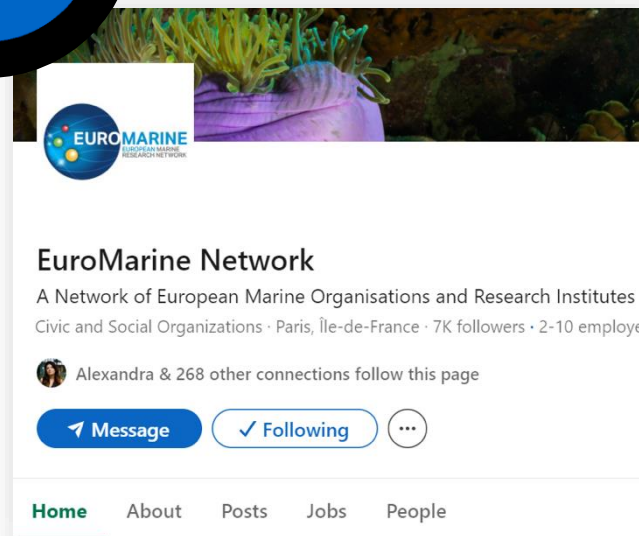 EUROMARINE
EUROPEAN MARINE
RESEARCH NETWORK
EuroMarine Network
A Network of European Marine Organisations and Research Institutes
Civic and Social Organizations · Paris, Île-de-France · 7K followers · 2-10 employe
Alexandra & 268 other connections follow this page
Message
Following
Home About Posts Jobs People